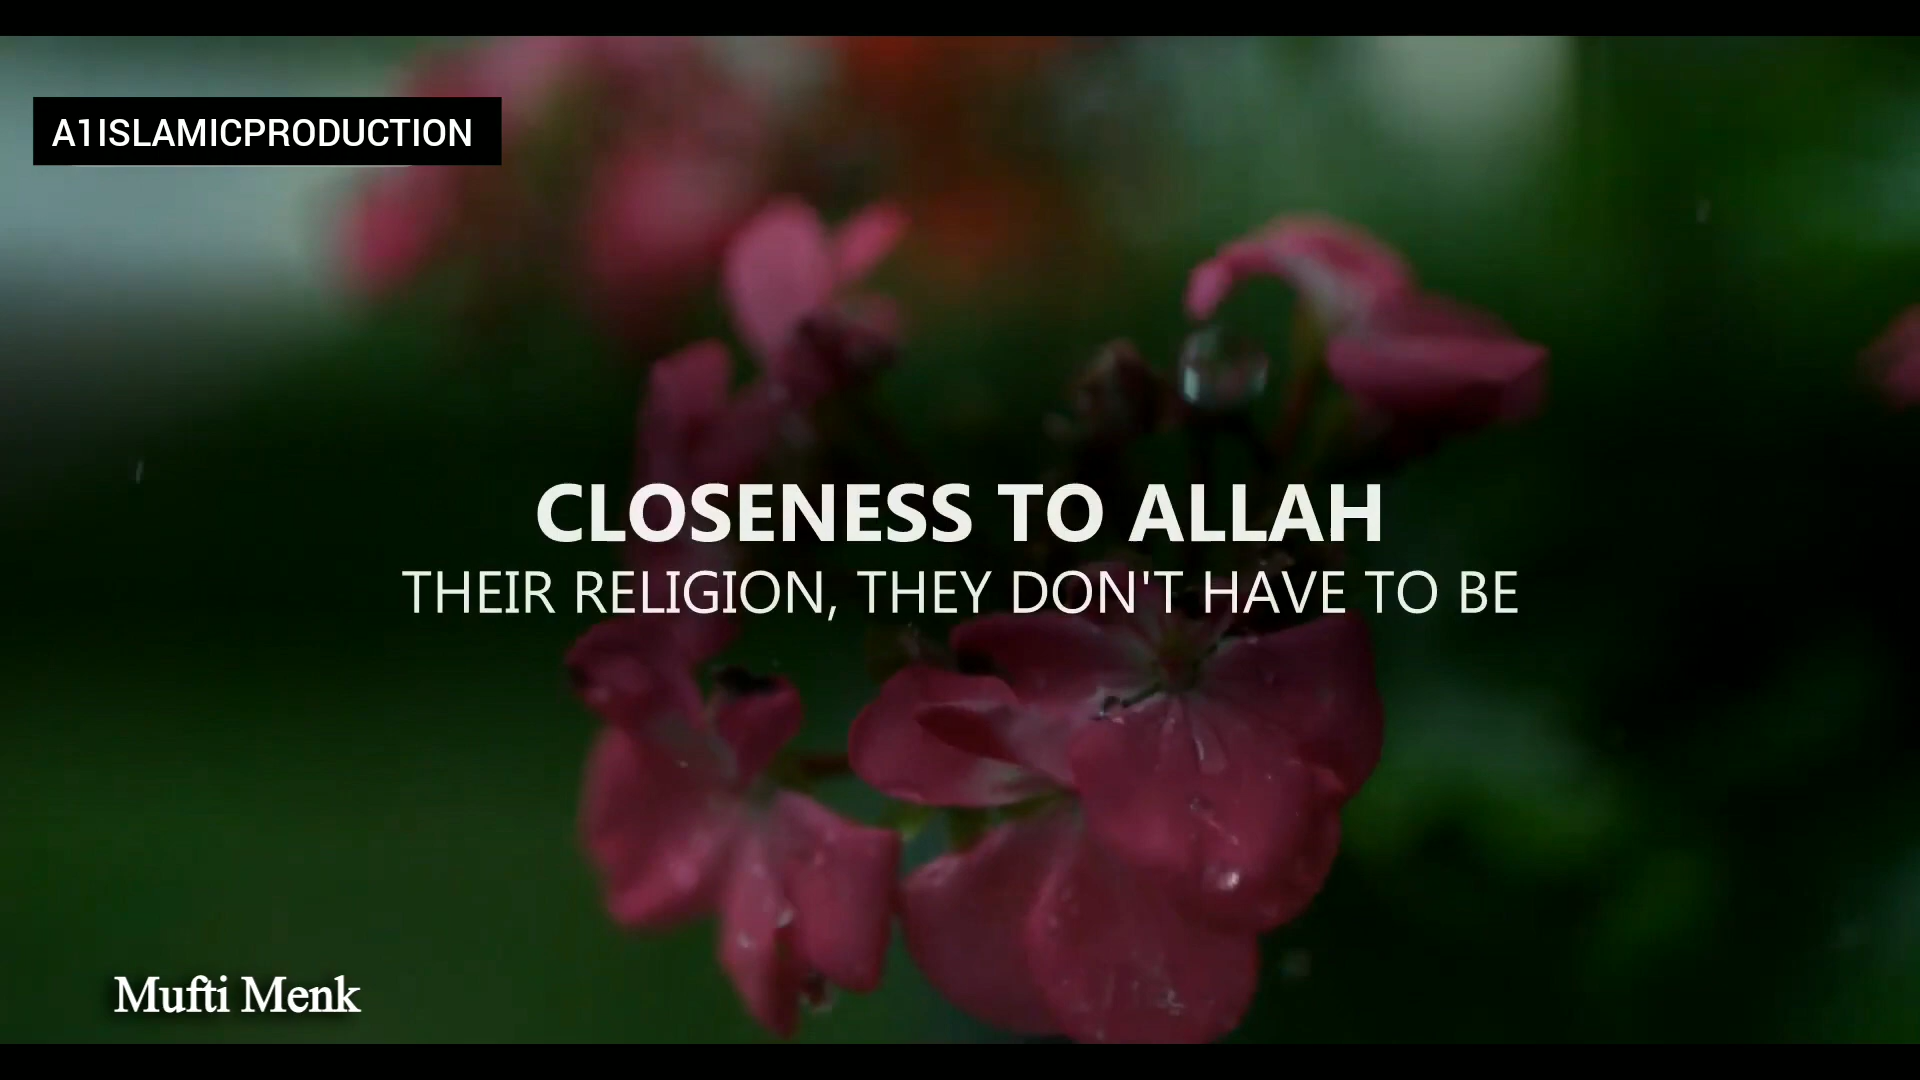 A1ISLAMICPRODUCTION
CLOSENESS TO ALLAH
THEIR RELIGION, THEY DON'T HAVE TO BE
Mufti Menk